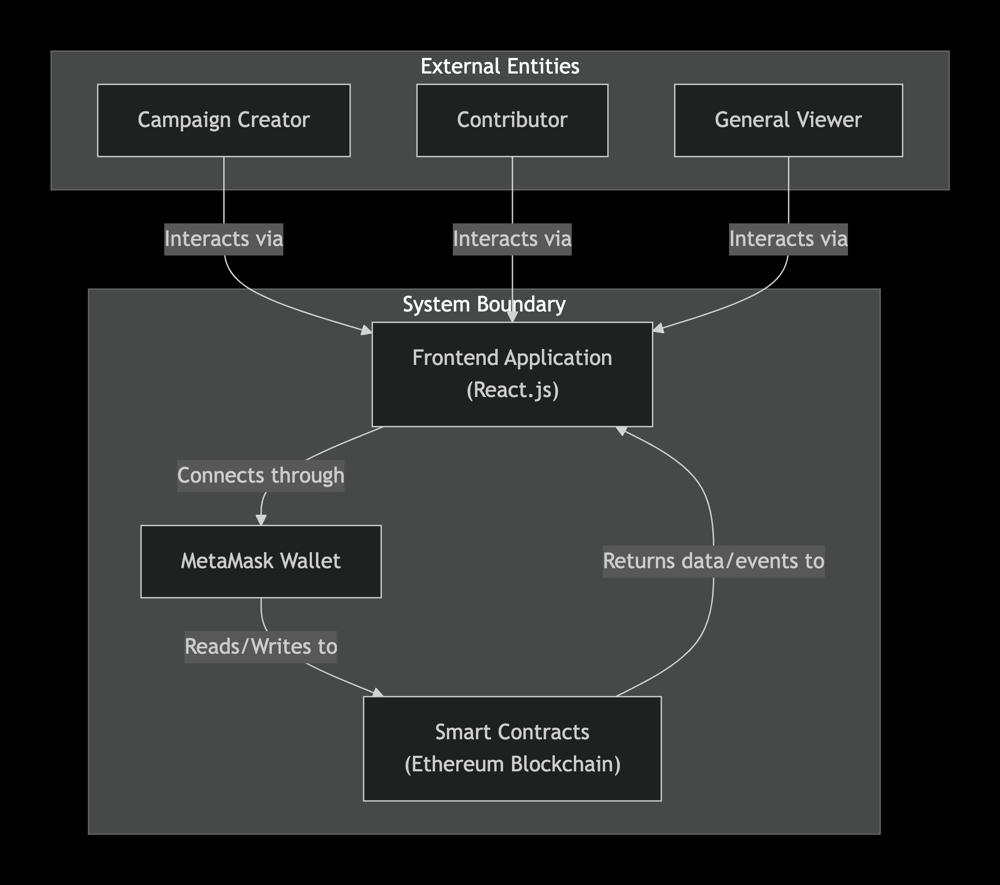 External Entities
Campaign Creator
Contributor
General Viewer
Interacts via
Interacts via
Interacts via
System Boundary
Frontend Application
(React.js)
Connects through
MetaMask Wallet
Returns data/events to
Reads/Writes to
Smart Contracts
(Ethereum Blockchain)